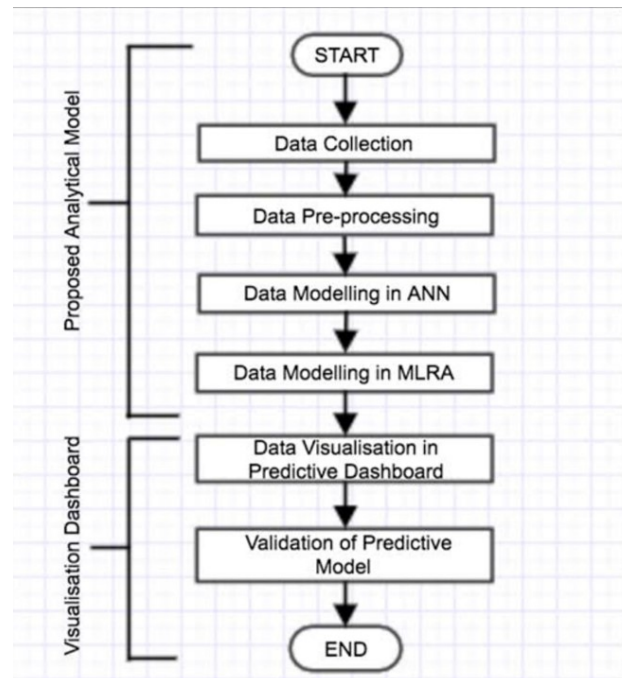 START
Data Collection
Data Pre-processing
Data Modelling in ANN
Data Modelling in MLRA
Data Visualisation in
Predictive Dashboard
Validation of Predictive
Model
END
Proposed Analytical Model
Visualisation Dashboard